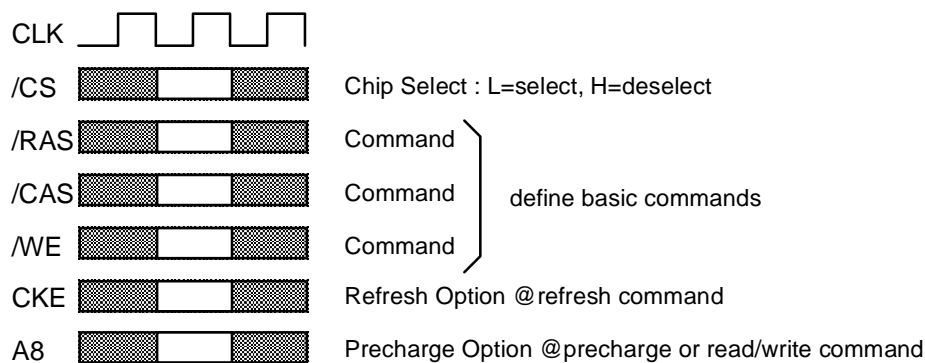 CLK
/CS Chip Select : L=select, H=deselect
/RAS Command
/CAS Command define basic commands
/WE Command
CKE Refresh Option @refresh command
A8 Precharge Option @precharge or read/write command